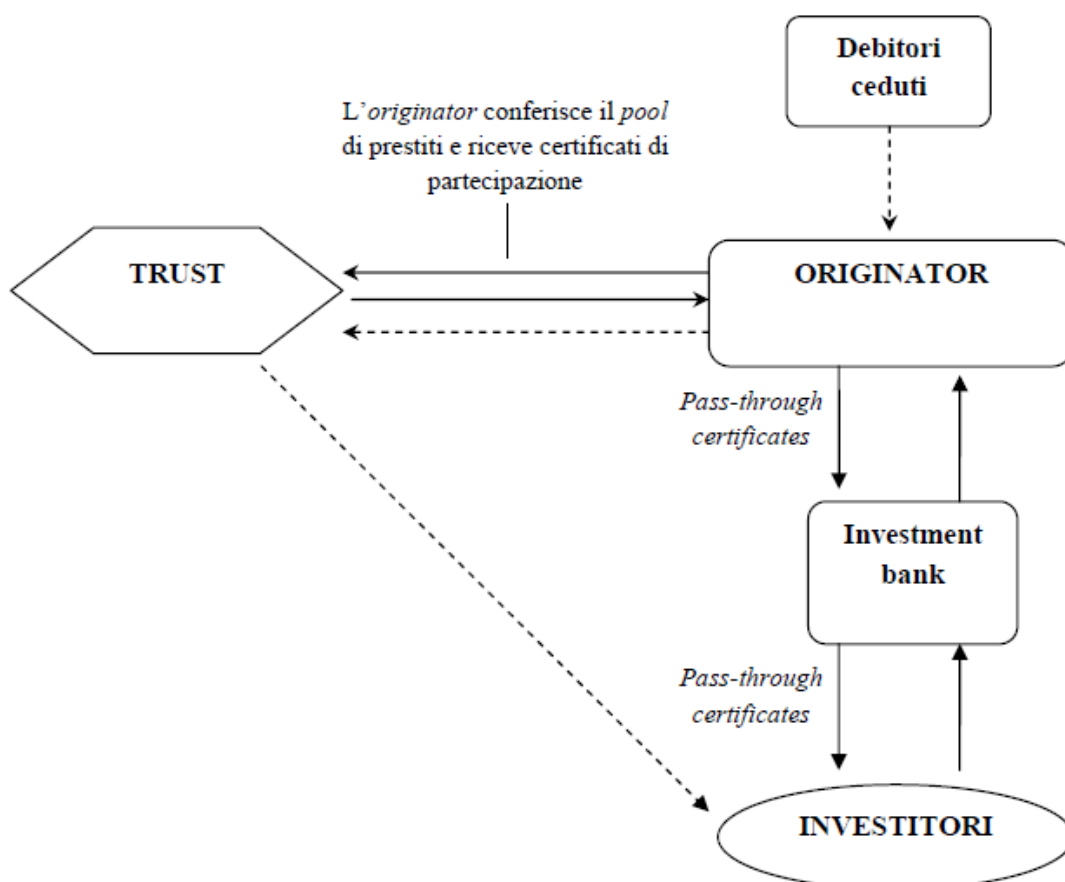 Debitori
ceduti
L’originator conferisce il pool
di prestiti e riceve certificati di
partecipazione
TRUST
ORIGINATOR
Pass-through
certificates
Investment
bank
Pass-through
certificates
INVESTITORI